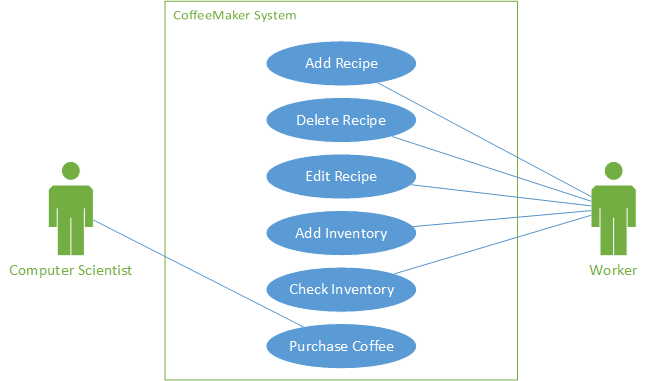 CoffeeMaker System
Add Recipe
Delete Recipe
Edit Recipe
Add Inventory
Check Inventory
Purchase Coffee
Computer Scientist
Worker